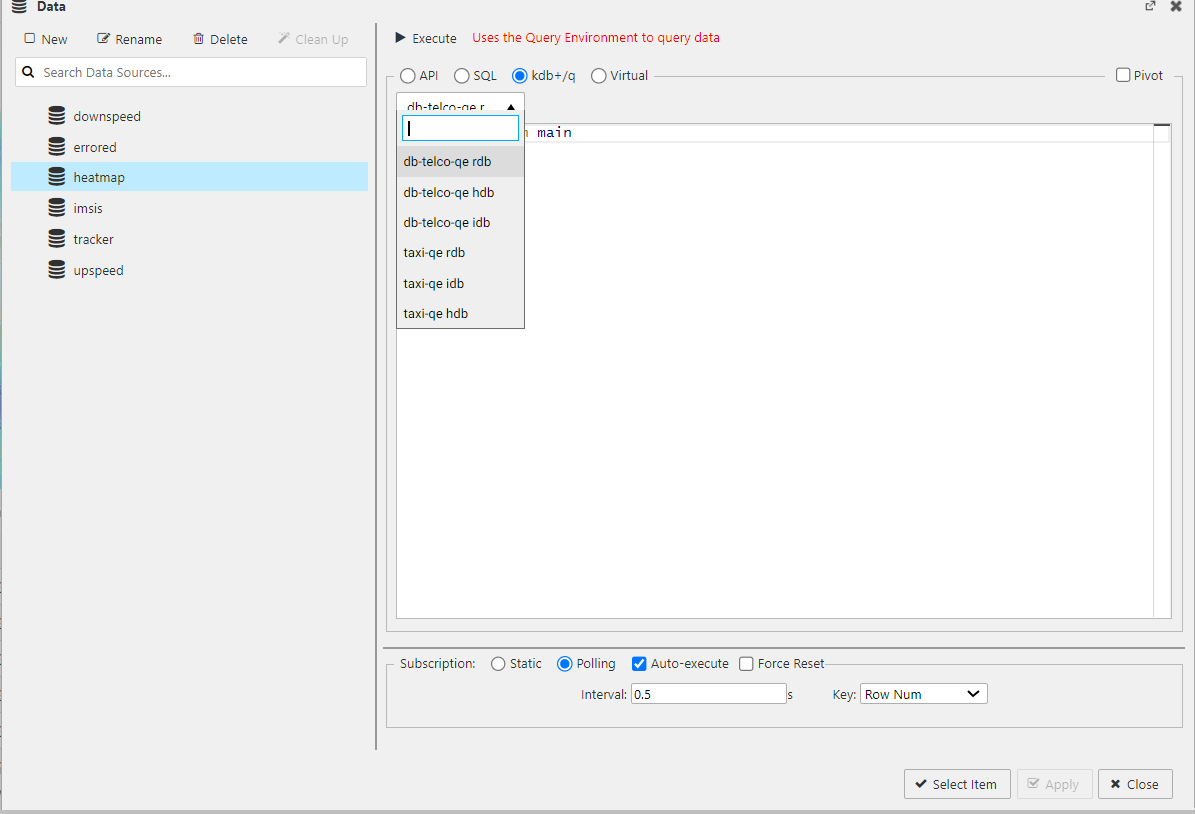 Data
New Rename Delete Clean Up
Search Data Sources...
downspeed
errored
heatmap
imsis
tracker
upspeed
Execute Uses the Query Environment to query data
API SQL kdb+/q Virtual Pivot
db-telco-qe r
main
db-telco-qe rdb
db-telco-qe hdb
db-telco-qe idb
taxi-qe rdb
taxi-qe idb
taxi-qe hdb
Subscription: Static Polling Auto-execute Force Reset
Interval: 0.5 s Key: Row Num
Select Item Apply Close